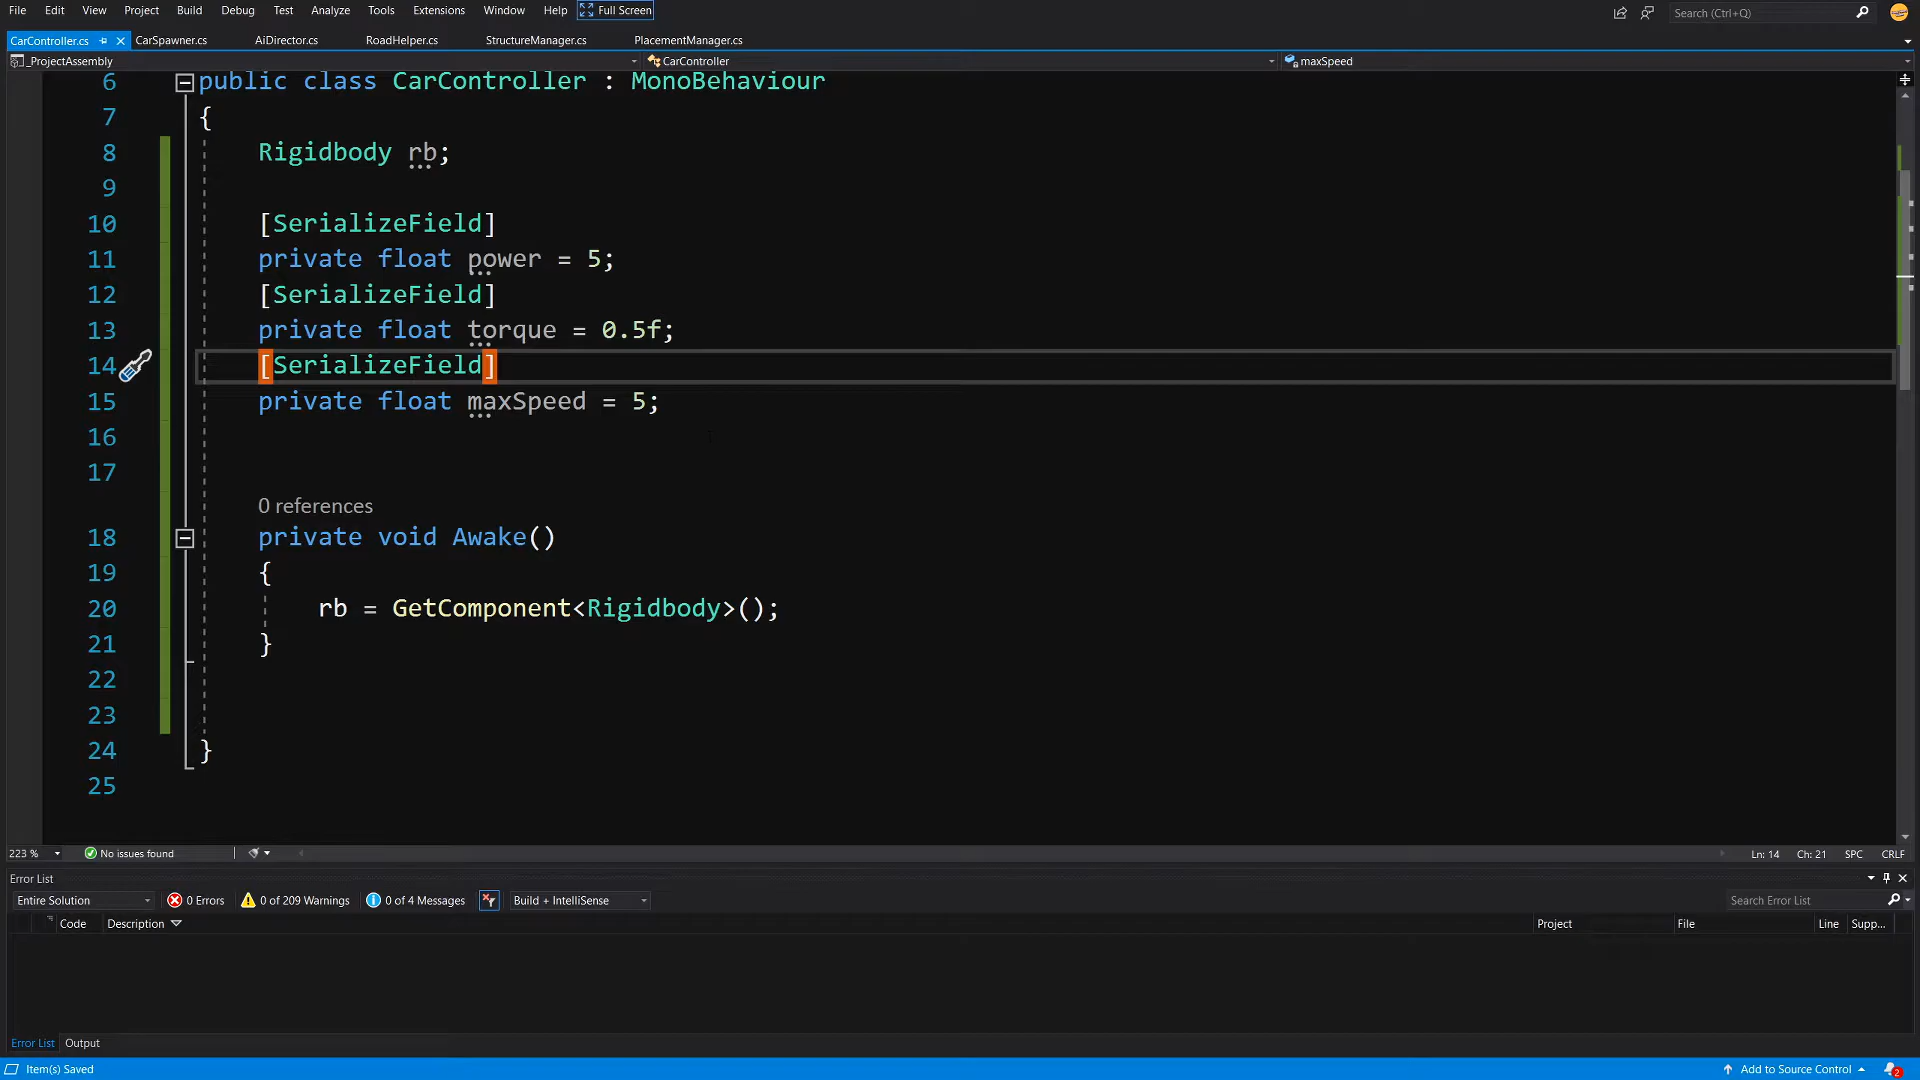 File Edit View Project Build Debug Test Analyze Tools Extensions Window Help Full Screen Search (Ctrl+Q)
CarController.cs CarSpawner.cs AiDirector.cs RoadHelper.cs StructureManager.cs PlacementManager.cs
_ProjectAssembly CarController maxSpeed
6 public class CarController : MonoBehaviour
7 {
8 Rigidbody rb;
9
10 [SerializeField]
11 private float power = 5;
12 [SerializeField]
13 private float torque = 0.5f;
14 [SerializeField]
15 private float maxSpeed = 5;
16
17
0 references
18 private void Awake()
19 {
20 rb = GetComponent<Rigidbody>();
21 }
22
23
24 }
25
223 % No issues found Ln: 14 Ch: 21 SPC CRLF
Error List
Entire Solution 0 Errors 0 of 209 Warnings 0 of 4 Messages Build + IntelliSense Search Error List
Code Description Project File Line Supp...
Error List Output
Item(s) Saved Add to Source Control 2